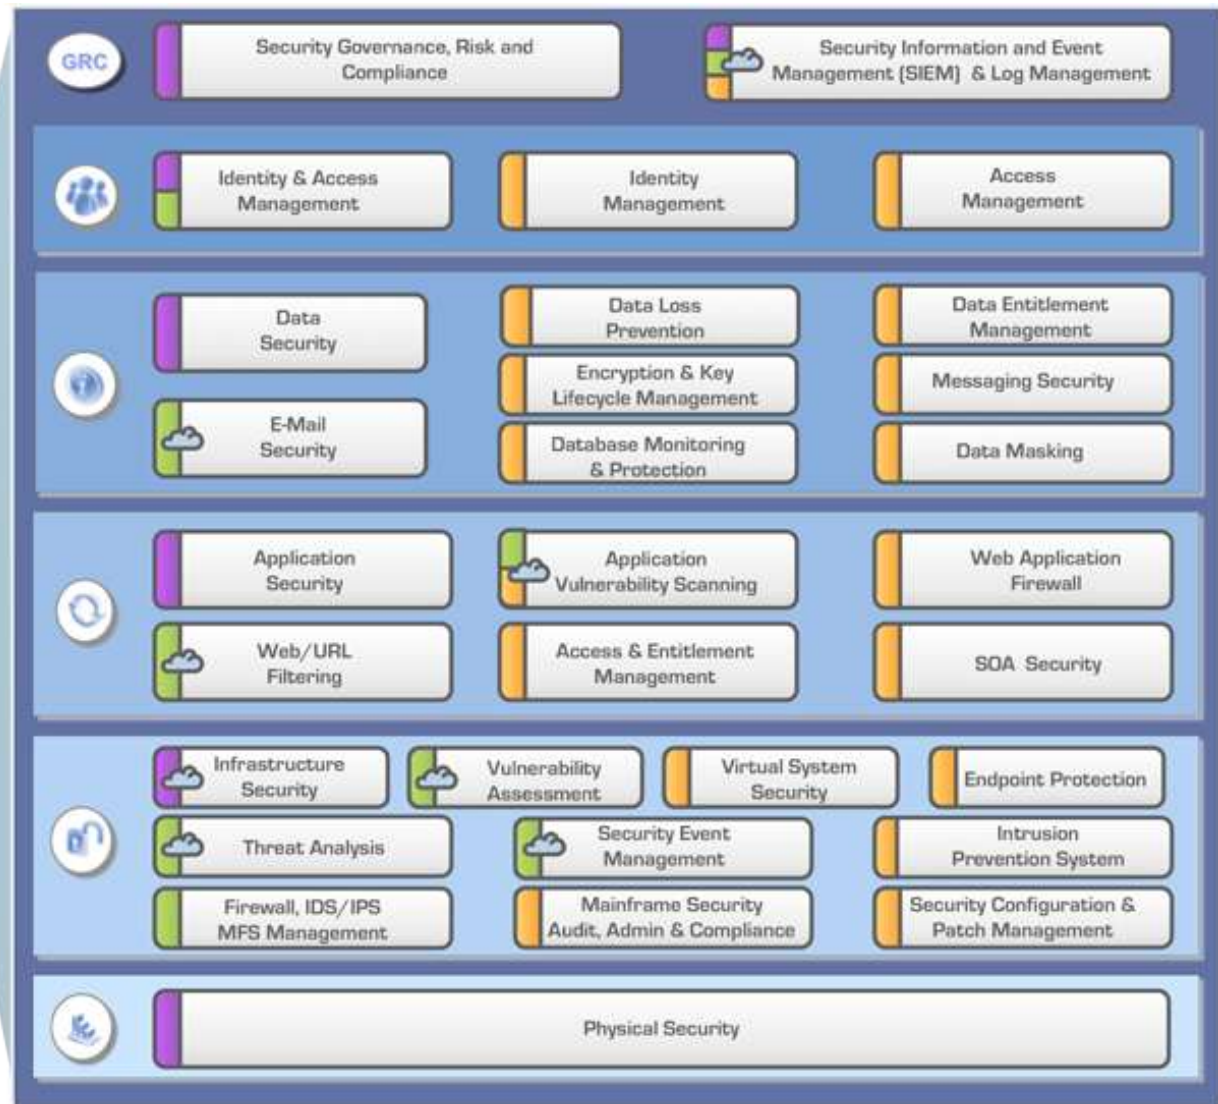 GRC
Security Governance, Risk and
Compliance
Security Information and Event
Management (SIEM) & Log Management
Identity & Access
Management
Identity
Management
Access
Management
Data
Security
Data Loss
Prevention
Data Entitlement
Management
Encryption & Key
Lifecycle Management
Messaging Security
E-Mail
Security
Database Monitoring
& Protection
Data Masking
Application
Security
Application
Vulnerability Scanning
Web Application
Firewall
Web/URL
Filtering
Access & Entitlement
Management
SOA Security
Infrastructure
Security
Vulnerability
Assessment
Virtual System
Security
Endpoint Protection
Threat Analysis
Security Event
Management
Intrusion
Prevention System
Firewall, IDS/IPS
MFS Management
Mainframe Security
Audit, Admin & Compliance
Security Configuration &
Patch Management
Physical Security